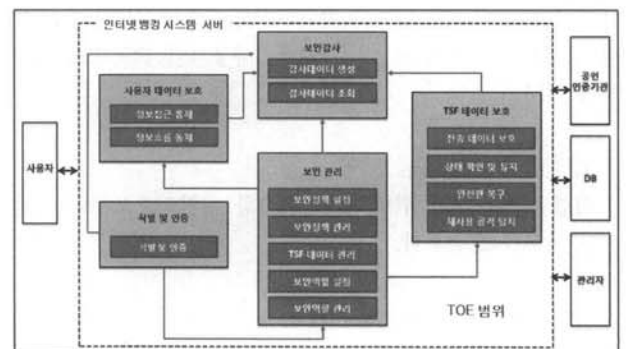 인터넷 뱅킹 시스템 서버
보안감사
감사데이터 생성
감사데이터 조회
사용자 데이터 보호
정보접근 통제
정보흐름 통제
TSF 데이터 보호
전송 데이터 보호
상태 확인 및 유지
안전한 복구
재사용 공격 탐지
공인
인증기관
사용자
보안 관리
보안정책 설정
보안정책 관리
TSF 데이터 관리
보안역할 설정
보안역할 관리
DB
식별 및 인증
식별 및 인증
관리자
TOE 범위